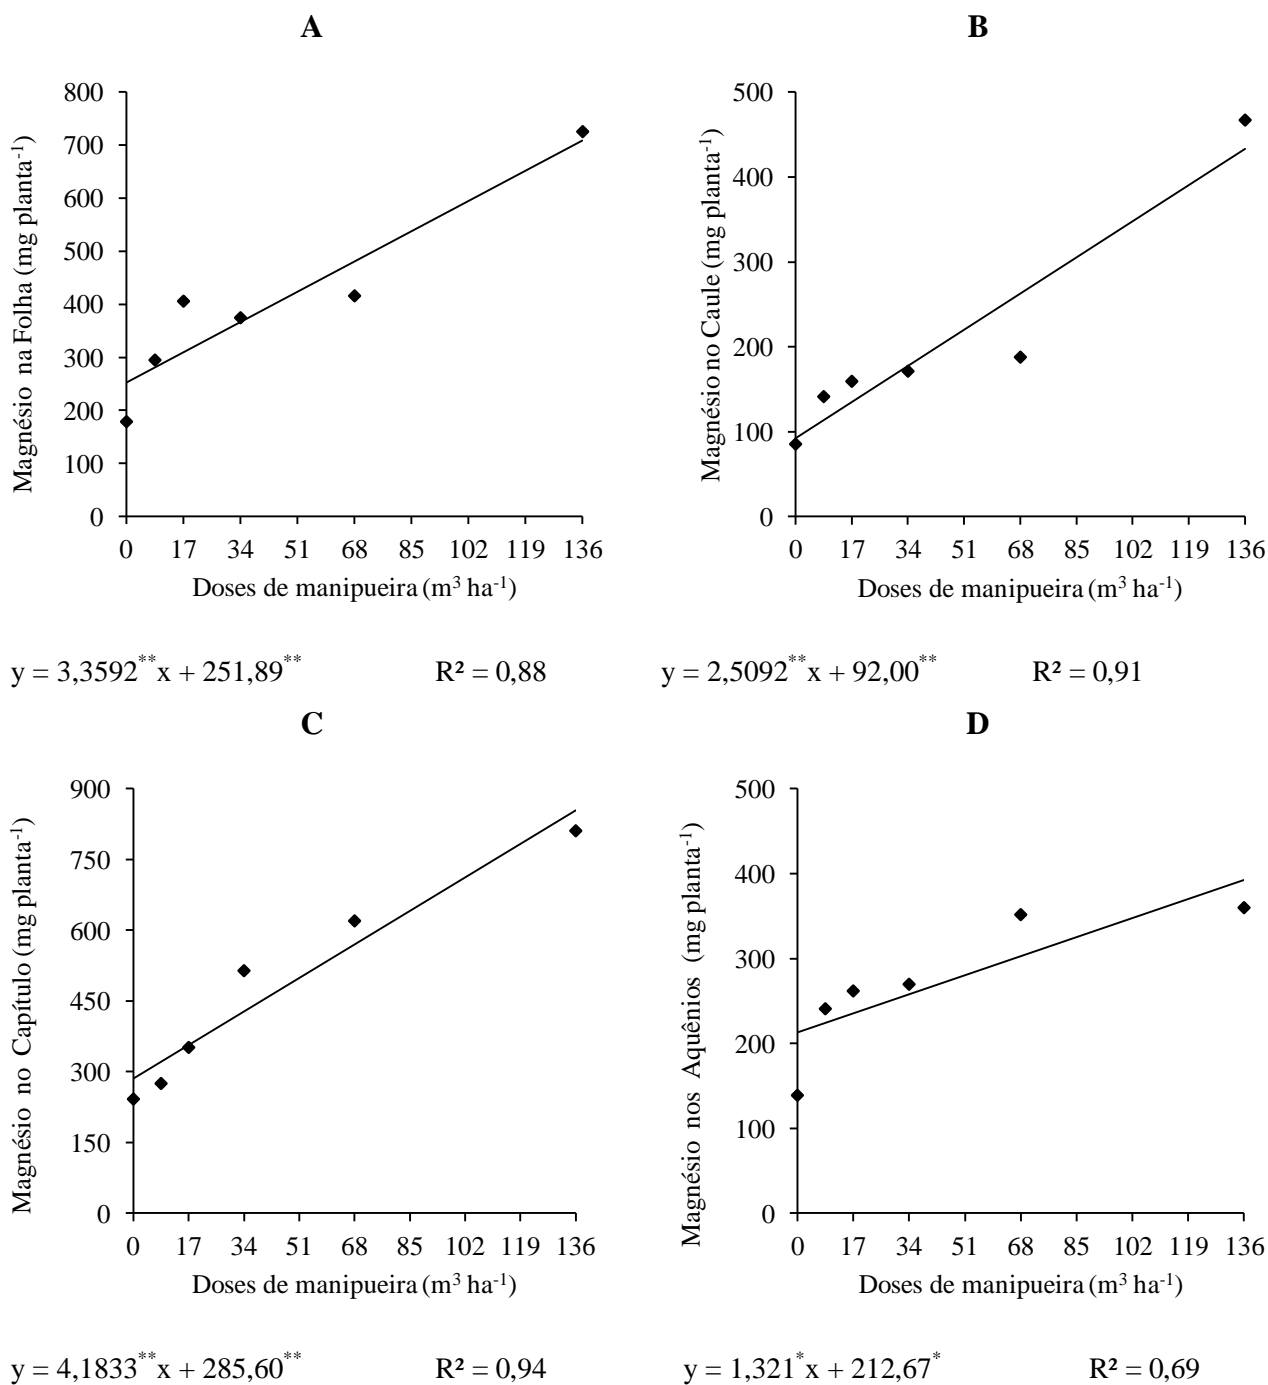 A
Magnésio na Folha (mg planta⁻¹)
800
700
600
500
400
300
200
100
0
0 17 34 51 68 85 102 119 136
Doses de manipueira (m³ ha⁻¹)
y = 3,3592**x + 251,89** R² = 0,88
B
Magnésio no Caule (mg planta⁻¹)
500
400
300
200
100
0
0 17 34 51 68 85 102 119 136
Doses de manipueira (m³ ha⁻¹)
y = 2,5092**x + 92,00** R² = 0,91
C
Magnésio no Capítulo (mg planta⁻¹)
900
750
600
450
300
150
0
0 17 34 51 68 85 102 119 136
Doses de manipueira (m³ ha⁻¹)
y = 4,1833**x + 285,60** R² = 0,94
D
Magnésio nos Aquênios (mg planta⁻¹)
500
400
300
200
100
0
0 17 34 51 68 85 102 119 136
Doses de manipueira (m³ ha⁻¹)
y = 1,321*x + 212,67* R² = 0,69